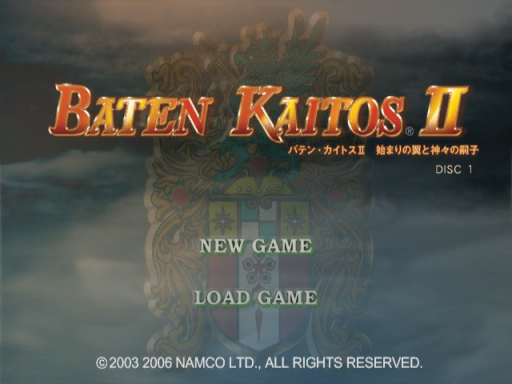 BATEN KAITOS® II
バテン・カイトスII 始まりの翼と神々の嗣子
DISC 1
NEW GAME
LOAD GAME
©2003 2006 NAMCO LTD., ALL RIGHTS RESERVED.